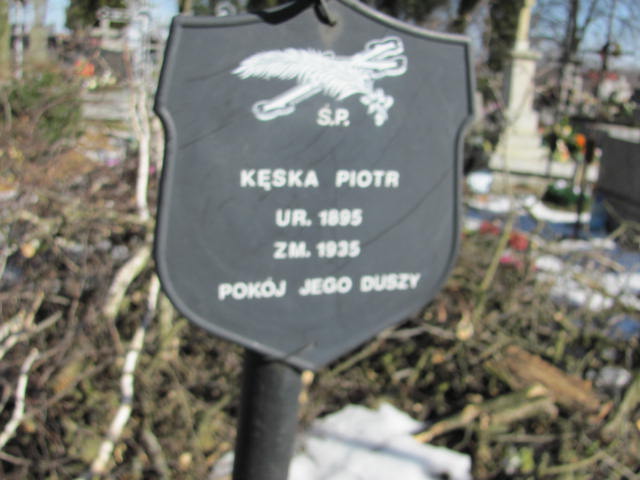 Ś.P.
KĘSKA PIOTR
UR. 1895
ZM. 1935
POKÓJ JEGO DUSZY